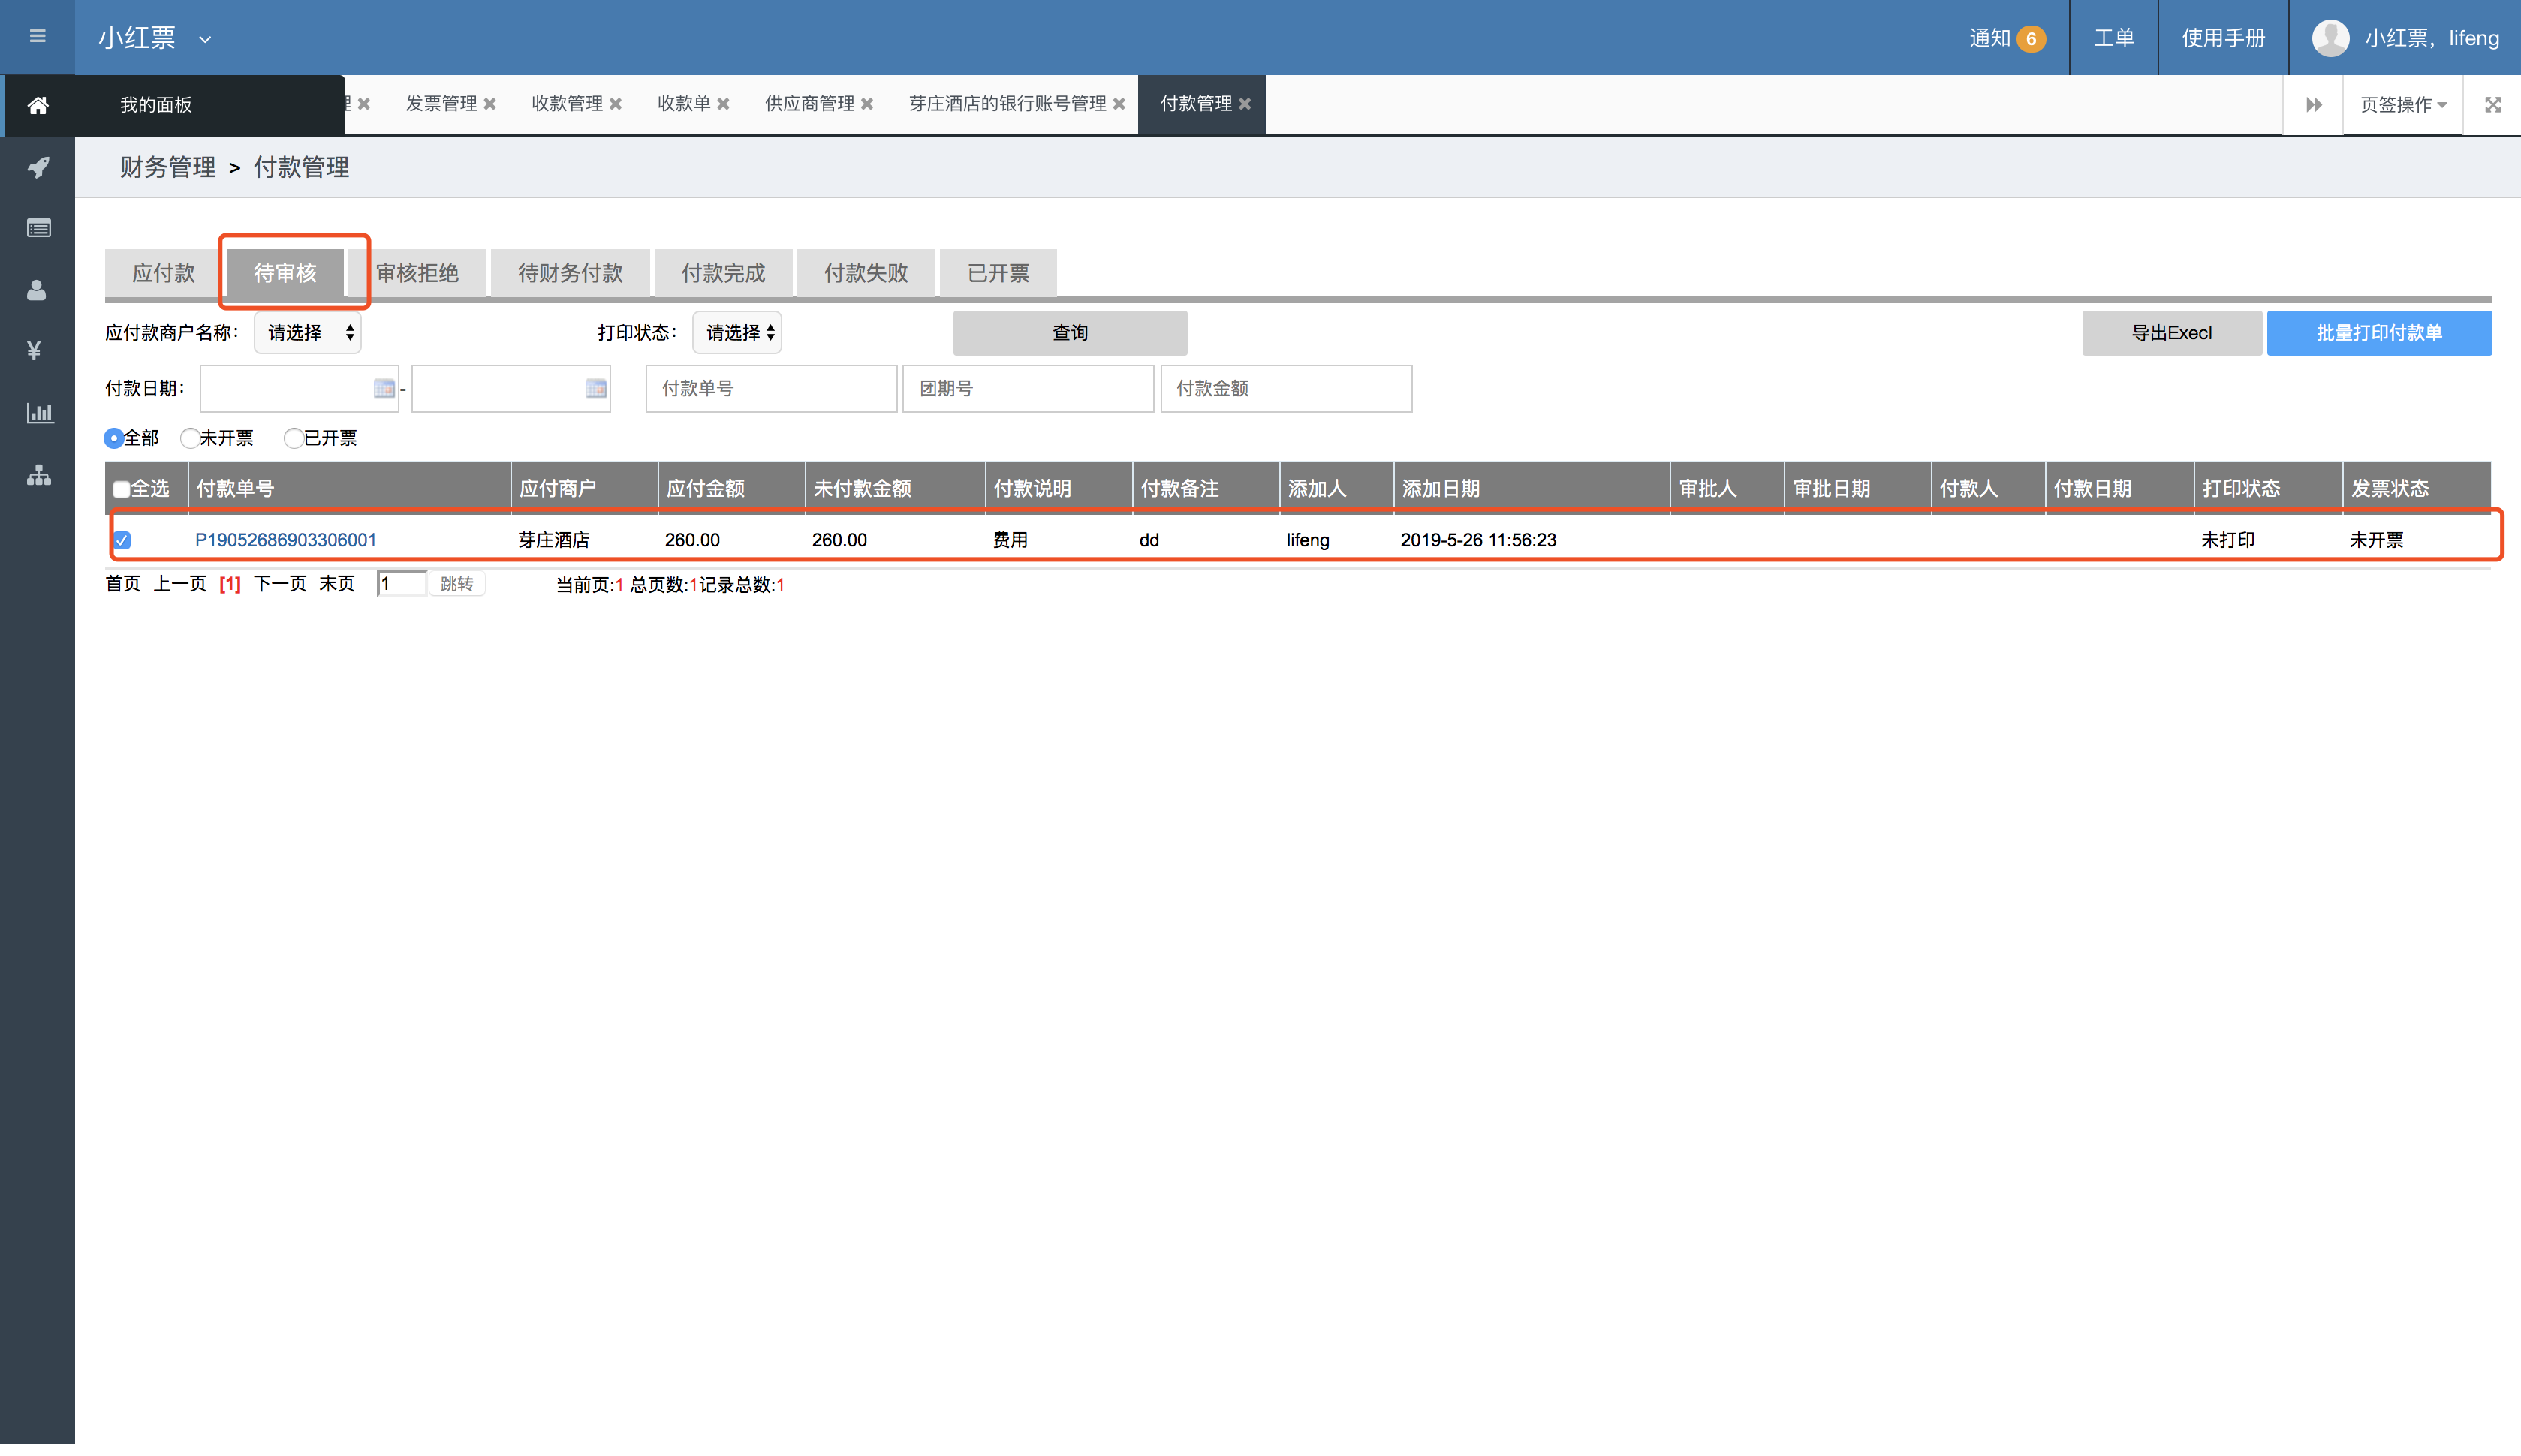 小红票
通知 6 工单 使用手册 小红票，lifeng
我的面板 理 发票管理 收款管理 收款单 供应商管理 芽庄酒店的银行账号管理 付款管理 页签操作
财务管理 > 付款管理
应付款 待审核 审核拒绝 待财务付款 付款完成 付款失败 已开票
应付款商户名称： 请选择 打印状态： 请选择 查询 导出Execl 批量打印付款单
付款日期： - 付款单号 团期号 付款金额
全部 未开票 已开票
全选 付款单号 应付商户 应付金额 未付款金额 付款说明 付款备注 添加人 添加日期 审批人 审批日期 付款人 付款日期 打印状态 发票状态
P19052686903306001 芽庄酒店 260.00 260.00 费用 dd lifeng 2019-5-26 11:56:23 未打印 未开票
首页 上一页 [1] 下一页 末页 1 跳转 当前页:1 总页数:1记录总数:1